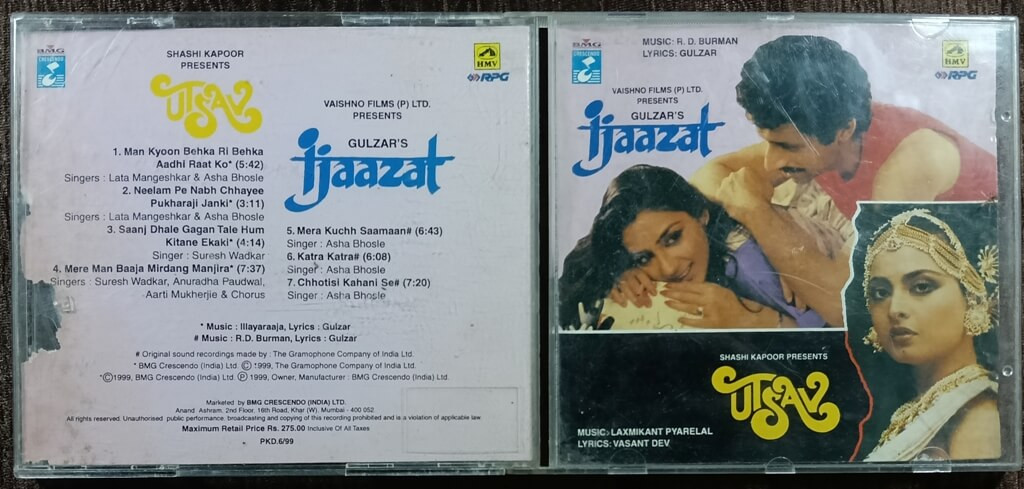 BMG
CRESCENDO
SHASHI KAPOOR
PRESENTS
UTSAV
1. Man Kyoon Behka Ri Behka
Aadhi Raat Ko* (5:42)
Singers : Lata Mangeshkar & Asha Bhosle
2. Neelam Pe Nabh Chhayee
Pukharaji Janki* (3:11)
Singers : Lata Mangeshkar & Asha Bhosle
3. Saanj Dhale Gagan Tale Hum
Kitane Ekaki* (4:14)
Singer : Suresh Wadkar
4. Mere Man Baaja Mirdang Manjira* (7:37)
Singers : Suresh Wadkar, Anuradha Paudwal,
Aarti Mukherjie & Chorus
HMV
RPG
VAISHNO FILMS (P) LTD.
PRESENTS
GULZAR'S
Ijaazat
5. Mera Kuchh Saamaan# (6:43)
Singer : Asha Bhosle
6. Katra Katra# (6:08)
Singer : Asha Bhosle
7. Chhotisi Kahani Se# (7:20)
Singer : Asha Bhosle
* Music : Illayaraaja, Lyrics : Gulzar
# Music : R.D. Burman, Lyrics : Gulzar
# Original sound recordings made by : The Gramophone Company of India Ltd.
* BMG Crescendo (India) Ltd. Ⓒ 1999, The Gramophone Company of India Ltd.
*Ⓒ1999, BMG Crescendo (India) Ltd. Ⓟ 1999, Owner, Manufacturer : BMG Crescendo (India) Ltd.
Marketed by BMG CRESCENDO (INDIA) LTD.
Anand Ashram, 2nd Floor, 16th Road, Khar (W), Mumbai - 400 052.
All rights reserved. Unauthorised public performance, broadcasting and copying of this recording prohibited and is a violation of applicable law.
Maximum Retail Price Rs. 275.00 Inclusive Of All Taxes
PKD.6/99
BMG
CRESCENDO
MUSIC: R. D. BURMAN
LYRICS: GULZAR
HMV
RPG
VAISHNO FILMS (P) LTD.
PRESENTS
GULZAR'S
Ijaazat
SHASHI KAPOOR PRESENTS
UTSAV
MUSIC: LAXMIKANT PYARELAL
LYRICS: VASANT DEV